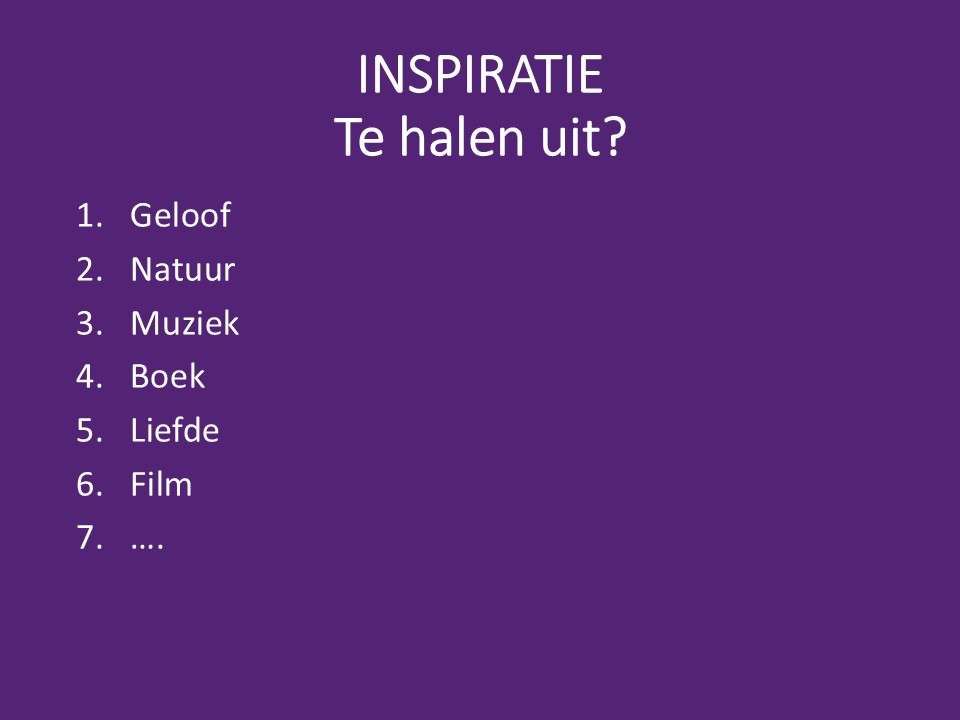 INSPIRATIE
Te halen uit?
1. Geloof
2. Natuur
3. Muziek
4. Boek
5. Liefde
6. Film
7. ....